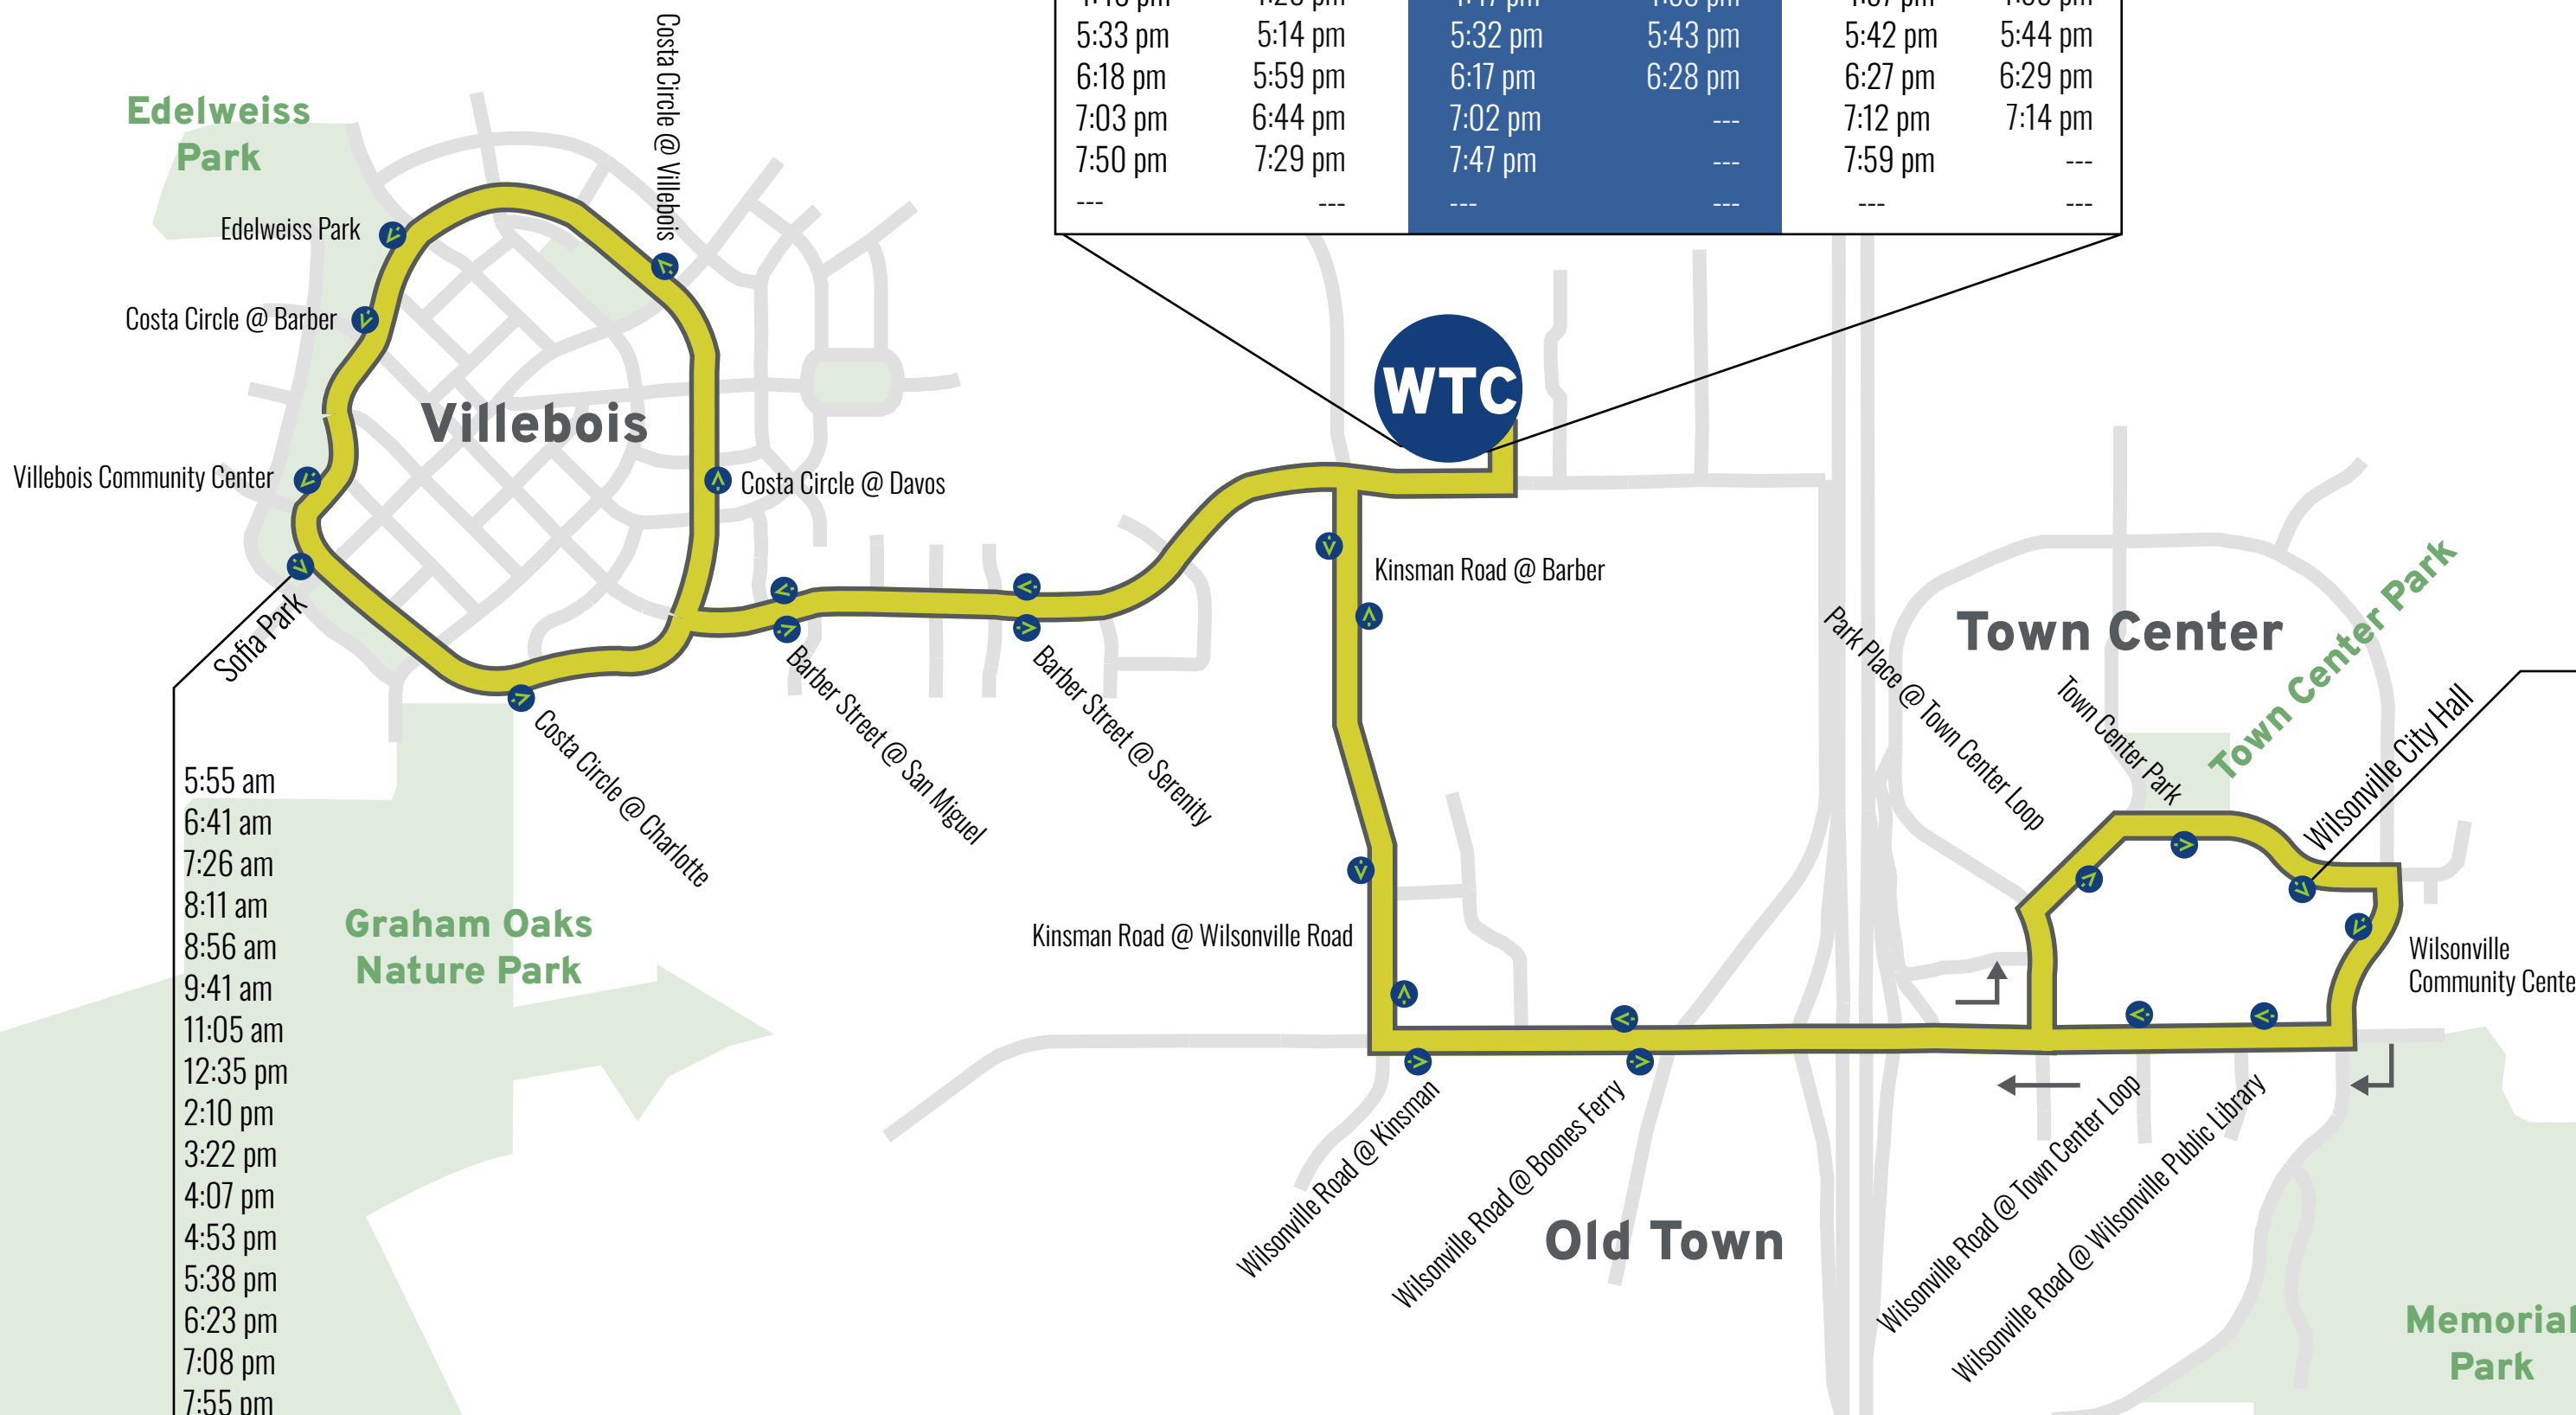 5:33 pm 5:14 pm 5:32 pm 5:43 pm 5:42 pm 5:44 pm
6:18 pm 5:59 pm 6:17 pm 6:28 pm 6:27 pm 6:29 pm
7:03 pm 6:44 pm 7:02 pm --- 7:12 pm 7:14 pm
7:50 pm 7:29 pm 7:47 pm --- 7:59 pm ---
--- --- --- --- --- ---
Edelweiss
Park
Costa Circle @ Villebois
Edelweiss Park
Costa Circle @ Barber
Villebois
WTC
Villebois Community Center
Costa Circle @ Davos
Kinsman Road @ Barber
Sofia Park
Costa Circle @ Charlotte
Barber Street @ San Miguel
Barber Street @ Serenity
Park Place @ Town Center Loop
Town Center
Town Center Park
Town Center Park
Wilsonville City Hall
Kinsman Road @ Wilsonville Road
Wilsonville
Community Cente
Graham Oaks
Nature Park
5:55 am
6:41 am
7:26 am
8:11 am
8:56 am
9:41 am
11:05 am
12:35 pm
2:10 pm
3:22 pm
4:07 pm
4:53 pm
5:38 pm
6:23 pm
7:08 pm
7:55 pm
Wilsonville Road @ Kinsman
Wilsonville Road @ Boones Ferry
Old Town
Wilsonville Road @ Town Center Loop
Wilsonville Road @ Wilsonville Public Library
Memorial
Park